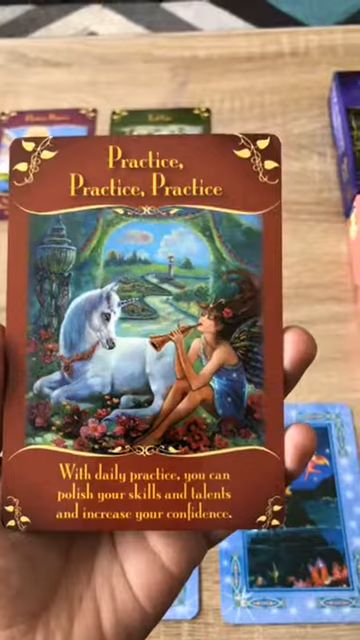 Practice,
Practice, Practice
With daily practice, you can
polish your skills and talents
and increase your confidence.